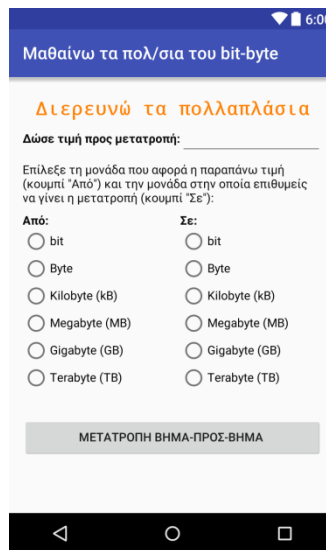 6:00
Μαθαίνω τα πολ/σια του bit-byte
Διερευνώ τα πολλαπλάσια
Δώσε τιμή προς μετατροπή:
Επίλεξε τη μονάδα που αφορά η παραπάνω τιμή
(κουμπί "Από") και την μονάδα στην οποία επιθυμείς
να γίνει η μετατροπή (κουμπί "Σε"):
Από: Σε:
bit bit
Byte Byte
Kilobyte (kB) Kilobyte (kB)
Megabyte (MB) Megabyte (MB)
Gigabyte (GB) Gigabyte (GB)
Terabyte (TB) Terabyte (TB)
ΜΕΤΑΤΡΟΠΗ ΒΗΜΑ-ΠΡΟΣ-ΒΗΜΑ